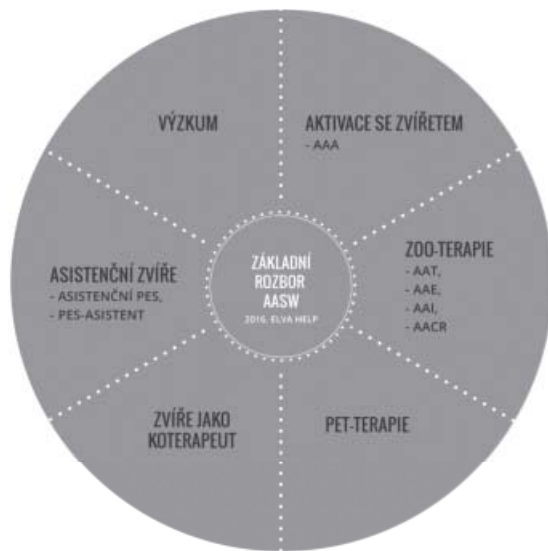 VÝZKUM
AKTIVACE SE ZVÍŘETEM
- AAA
ASISTENČNÍ ZVÍŘE
- ASISTENČNÍ PES,
- PES-ASISTENT
ZÁKLADNÍ
ROZBOR
AASW
2016. ELVA HELP
ZOO-TERAPIE
- AAT,
- AAE,
- AAI,
- AACR
ZVÍŘE JAKO
KOTERAPEUT
PET-TERAPIE